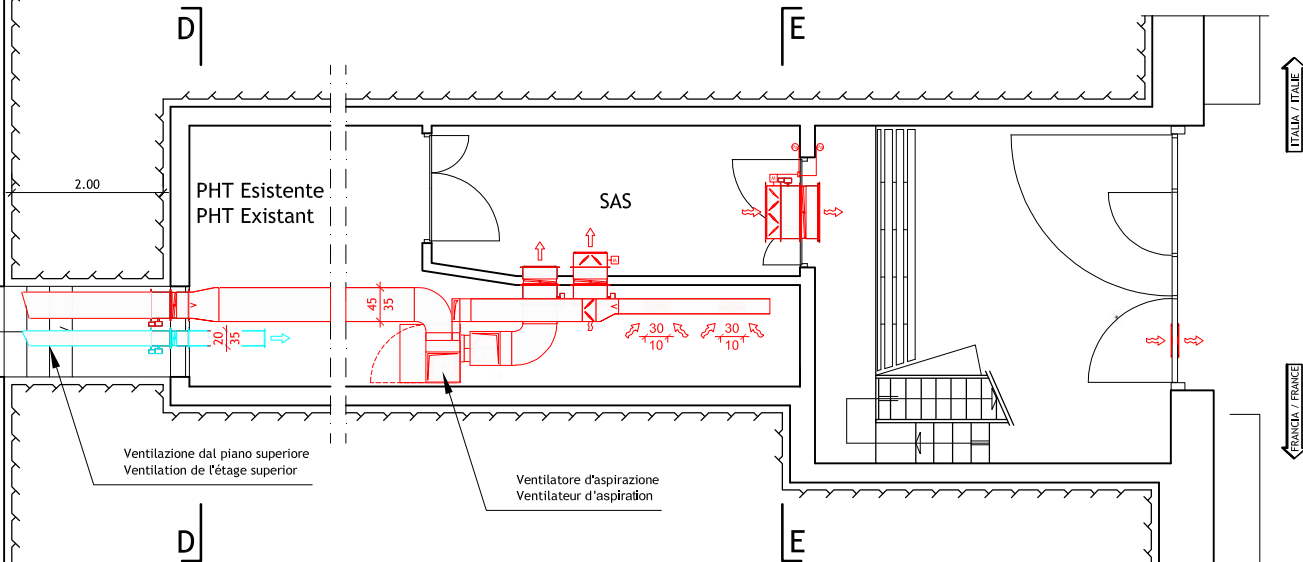 D
E
ITALIA / ITALIE
2.00
PHT Esistente
PHT Existant
SAS
45
35
20
35
30
10
30
10
V
V
M
M
Ventilazione dal piano superiore
Ventilation de l'étage superior
Ventilatore d'aspirazione
Ventilateur d'aspiration
FRANCIA / FRANCE
D
E